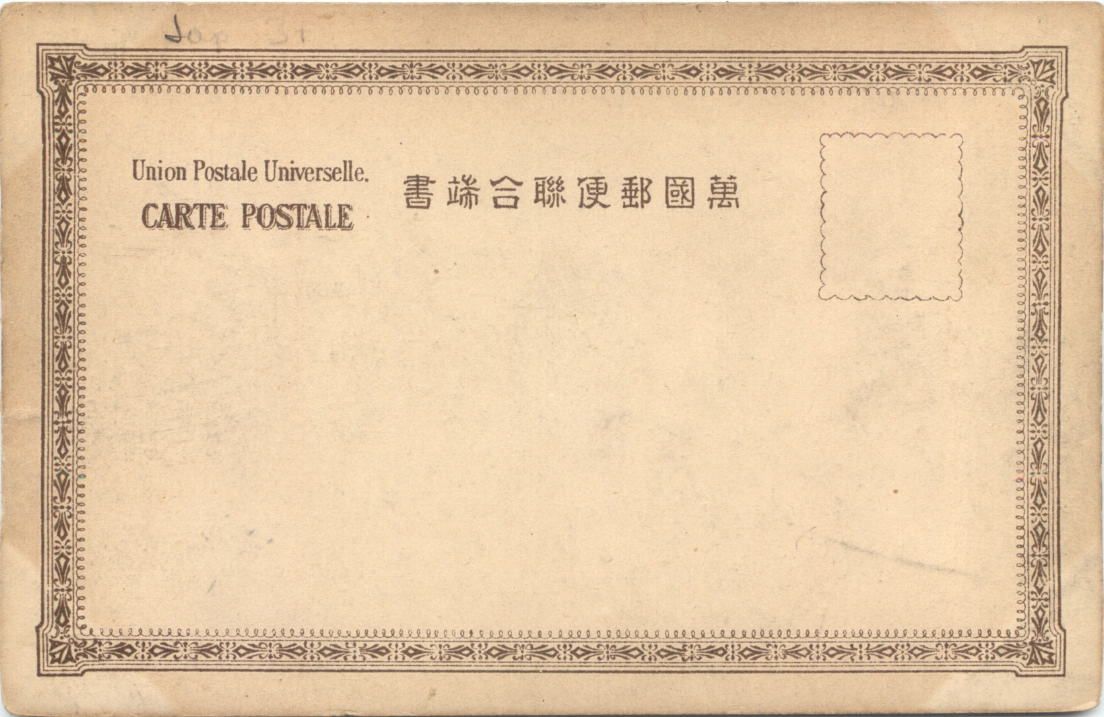 Union Postale Universelle.
CARTE POSTALE
萬國郵便聯合端書